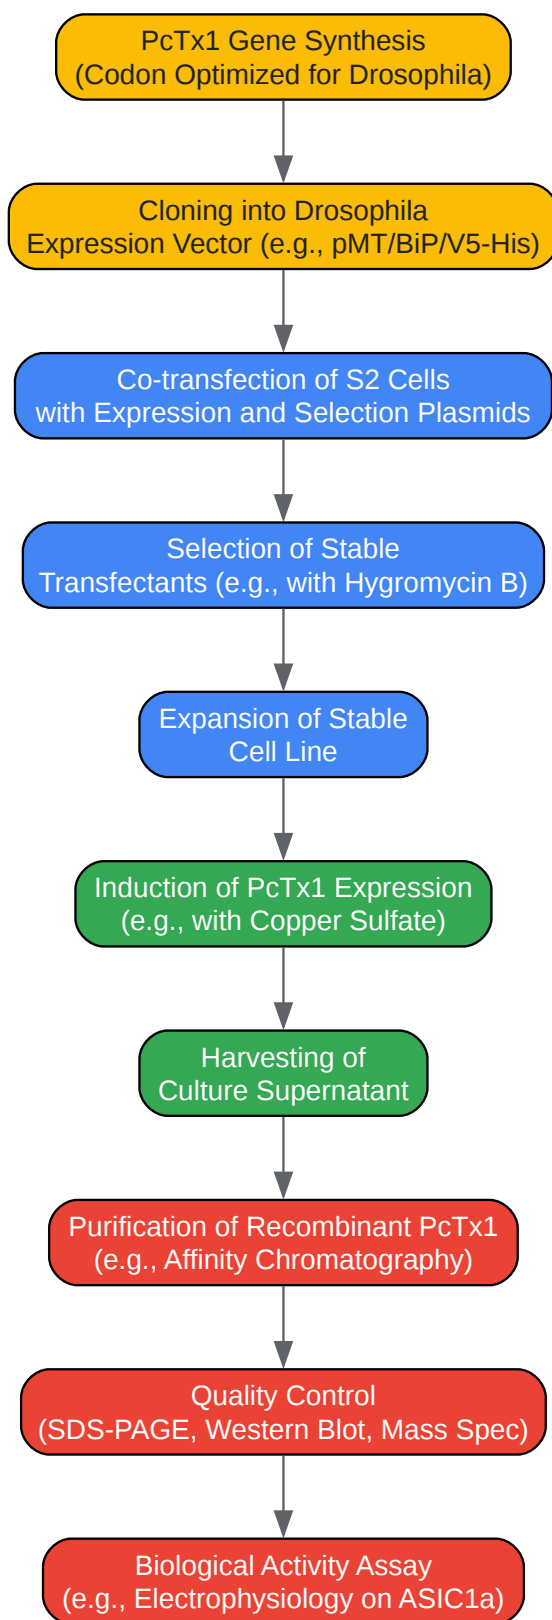 PcTx1 Gene Synthesis
(Codon Optimized for Drosophila)
Cloning into Drosophila
Expression Vector (e.g., pMT/BiP/V5-His)
Co-transfection of S2 Cells
with Expression and Selection Plasmids
Selection of Stable
Transfectants (e.g., with Hygromycin B)
Expansion of Stable
Cell Line
Induction of PcTx1 Expression
(e.g., with Copper Sulfate)
Harvesting of
Culture Supernatant
Purification of Recombinant PcTx1
(e.g., Affinity Chromatography)
Quality Control
(SDS-PAGE, Western Blot, Mass Spec)
Biological Activity Assay
(e.g., Electrophysiology on ASIC1a)